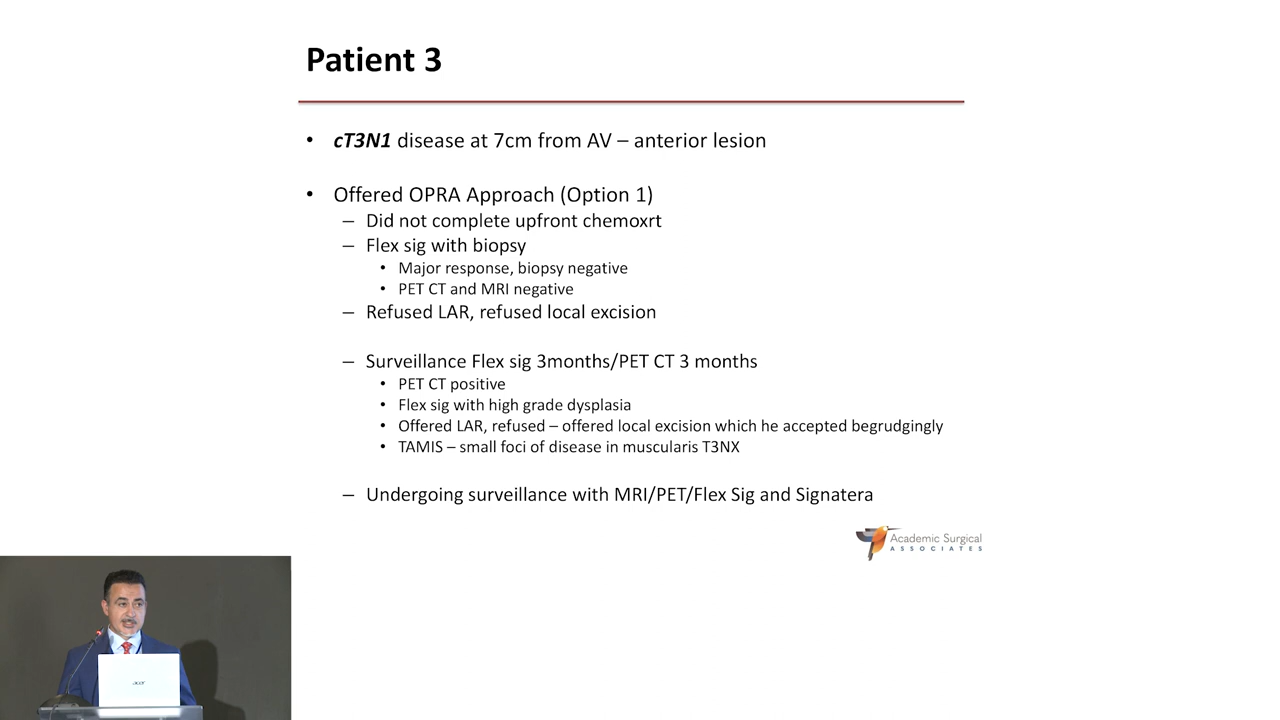 Patient 3
• cT3N1 disease at 7cm from AV – anterior lesion
• Offered OPRA Approach (Option 1)
– Did not complete upfront chemoxrt
– Flex sig with biopsy
• Major response, biopsy negative
• PET CT and MRI negative
– Refused LAR, refused local excision
– Surveillance Flex sig 3months/PET CT 3 months
• PET CT positive
• Flex sig with high grade dysplasia
• Offered LAR, refused – offered local excision which he accepted begrudgingly
• TAMIS – small foci of disease in muscularis T3NX
– Undergoing surveillance with MRI/PET/Flex Sig and Signatera
Academic Surgical
ASSOCIATES
acer